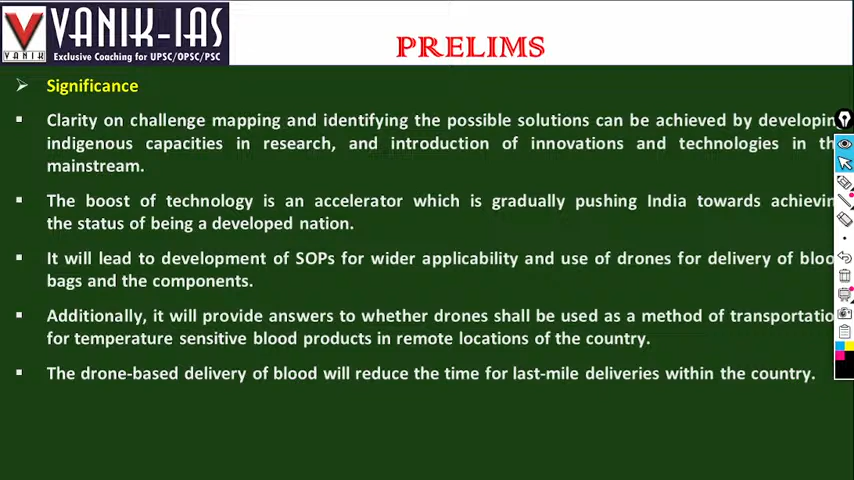 VANIK-IAS
VANIK
Exclusive Coaching for UPSC/OPSC/PSC
PRELIMS
Significance
Clarity on challenge mapping and identifying the possible solutions can be achieved by developin
indigenous capacities in research, and introduction of innovations and technologies in th
mainstream.
The boost of technology is an accelerator which is gradually pushing India towards achievin
the status of being a developed nation.
It will lead to development of SOPs for wider applicability and use of drones for delivery of bloo
bags and the components.
Additionally, it will provide answers to whether drones shall be used as a method of transportatio
for temperature sensitive blood products in remote locations of the country.
The drone-based delivery of blood will reduce the time for last-mile deliveries within the country.